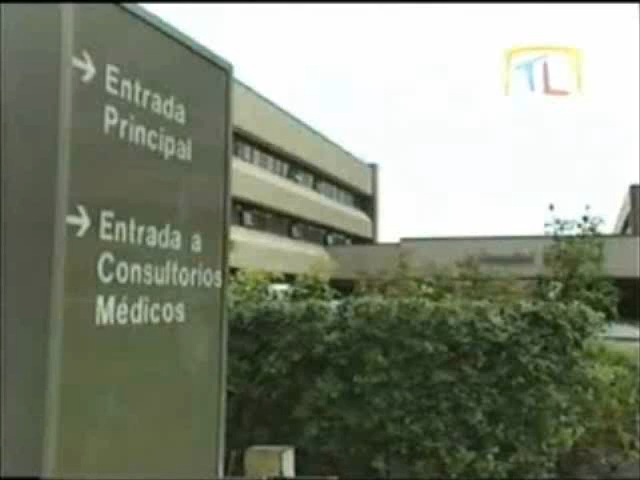 → Entrada
Principal
→ Entrada a
Consultorios
Médicos
TL